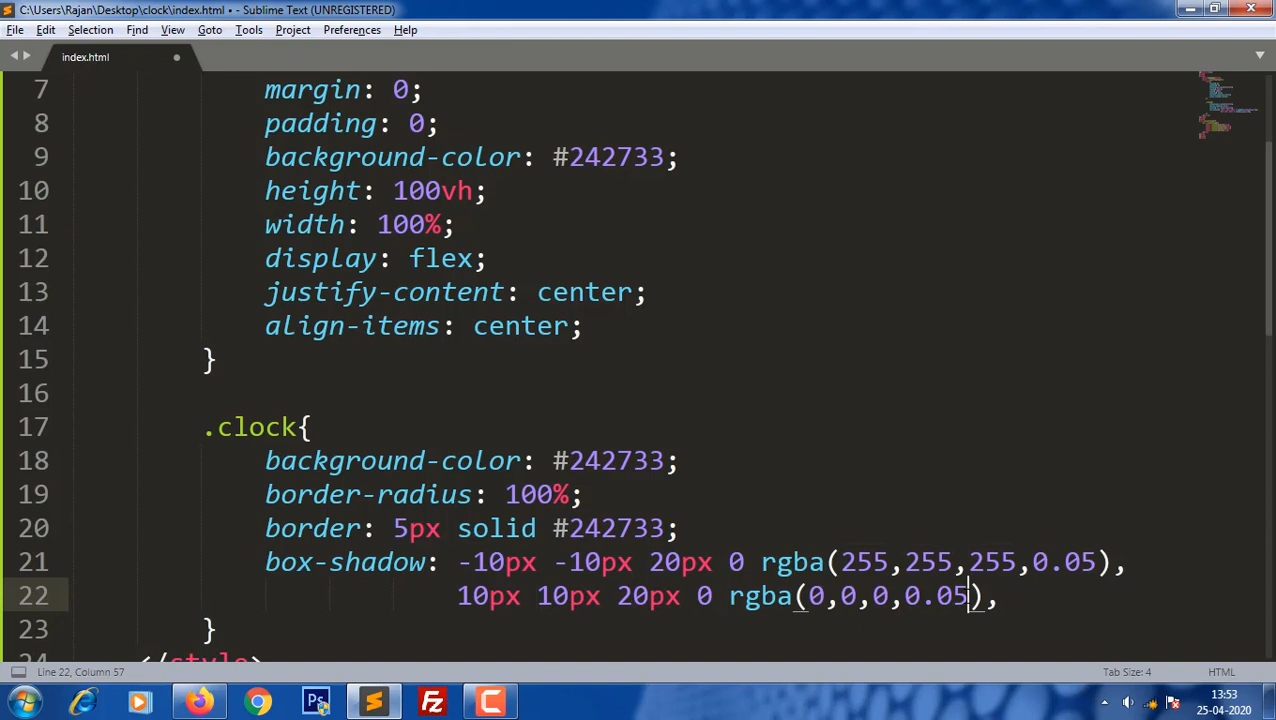 C:\Users\Rajan\Desktop\clock\index.html • - Sublime Text (UNREGISTERED)
File Edit Selection Find View Goto Tools Project Preferences Help
index.html
7 margin: 0;
8 padding: 0;
9 background-color: #242733;
10 height: 100vh;
11 width: 100%;
12 display: flex;
13 justify-content: center;
14 align-items: center;
15 }
16
17 .clock{
18 background-color: #242733;
19 border-radius: 100%;
20 border: 5px solid #242733;
21 box-shadow: -10px -10px 20px 0 rgba(255,255,255,0.05),
22 10px 10px 20px 0 rgba(0,0,0,0.05),
23 }
24 </style>
Line 22, Column 57 Tab Size: 4 HTML
Ps
Fz
13:53
25-04-2020